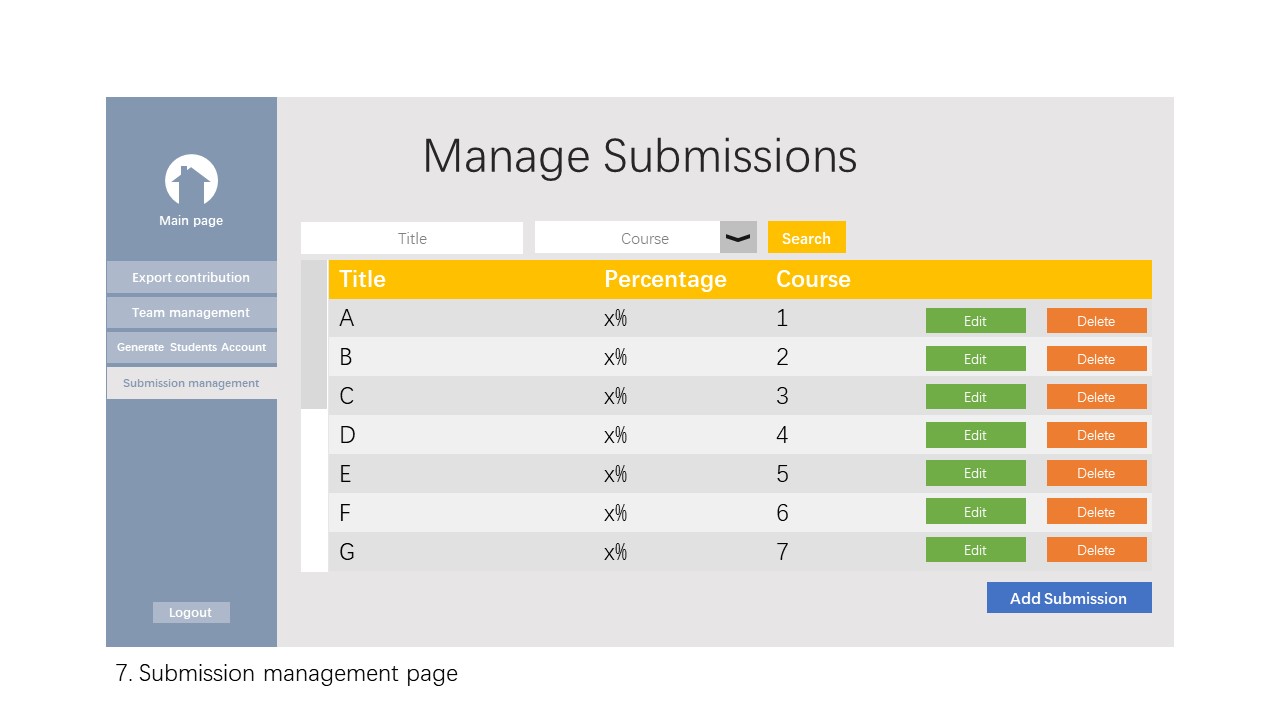 Manage Submissions
Main page
Export contribution
Team management
Generate Students Account
Submission management
Logout
Title Course Search
Title Percentage Course
A x% 1 Edit Delete
B x% 2 Edit Delete
C x% 3 Edit Delete
D x% 4 Edit Delete
E x% 5 Edit Delete
F x% 6 Edit Delete
G x% 7 Edit Delete
Add Submission
7. Submission management page